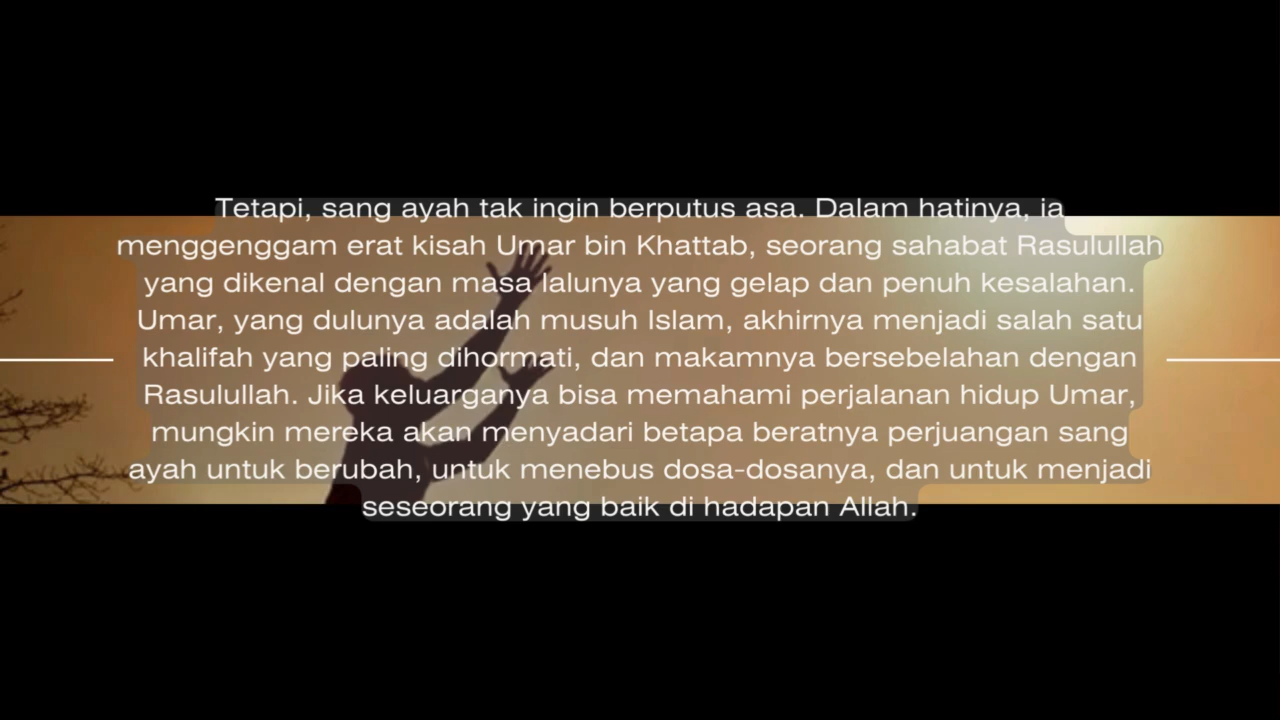 Tetapi, sang ayah tak ingin berputus asa. Dalam hatinya, ia
menggenggam erat kisah Umar bin Khattab, seorang sahabat Rasulullah
yang dikenal dengan masa lalunya yang gelap dan penuh kesalahan.
Umar, yang dulunya adalah musuh Islam, akhirnya menjadi salah satu
khalifah yang paling dihormati, dan makamnya bersebelahan dengan
Rasulullah. Jika keluarganya bisa memahami perjalanan hidup Umar,
mungkin mereka akan menyadari betapa beratnya perjuangan sang
ayah untuk berubah, untuk menebus dosa-dosanya, dan untuk menjadi
seseorang yang baik di hadapan Allah.